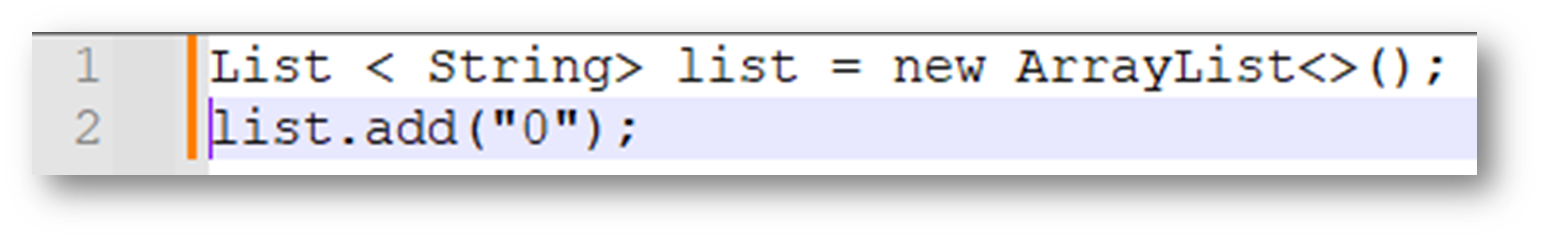 1 List < String> list = new ArrayList<>();
2 list.add("0");